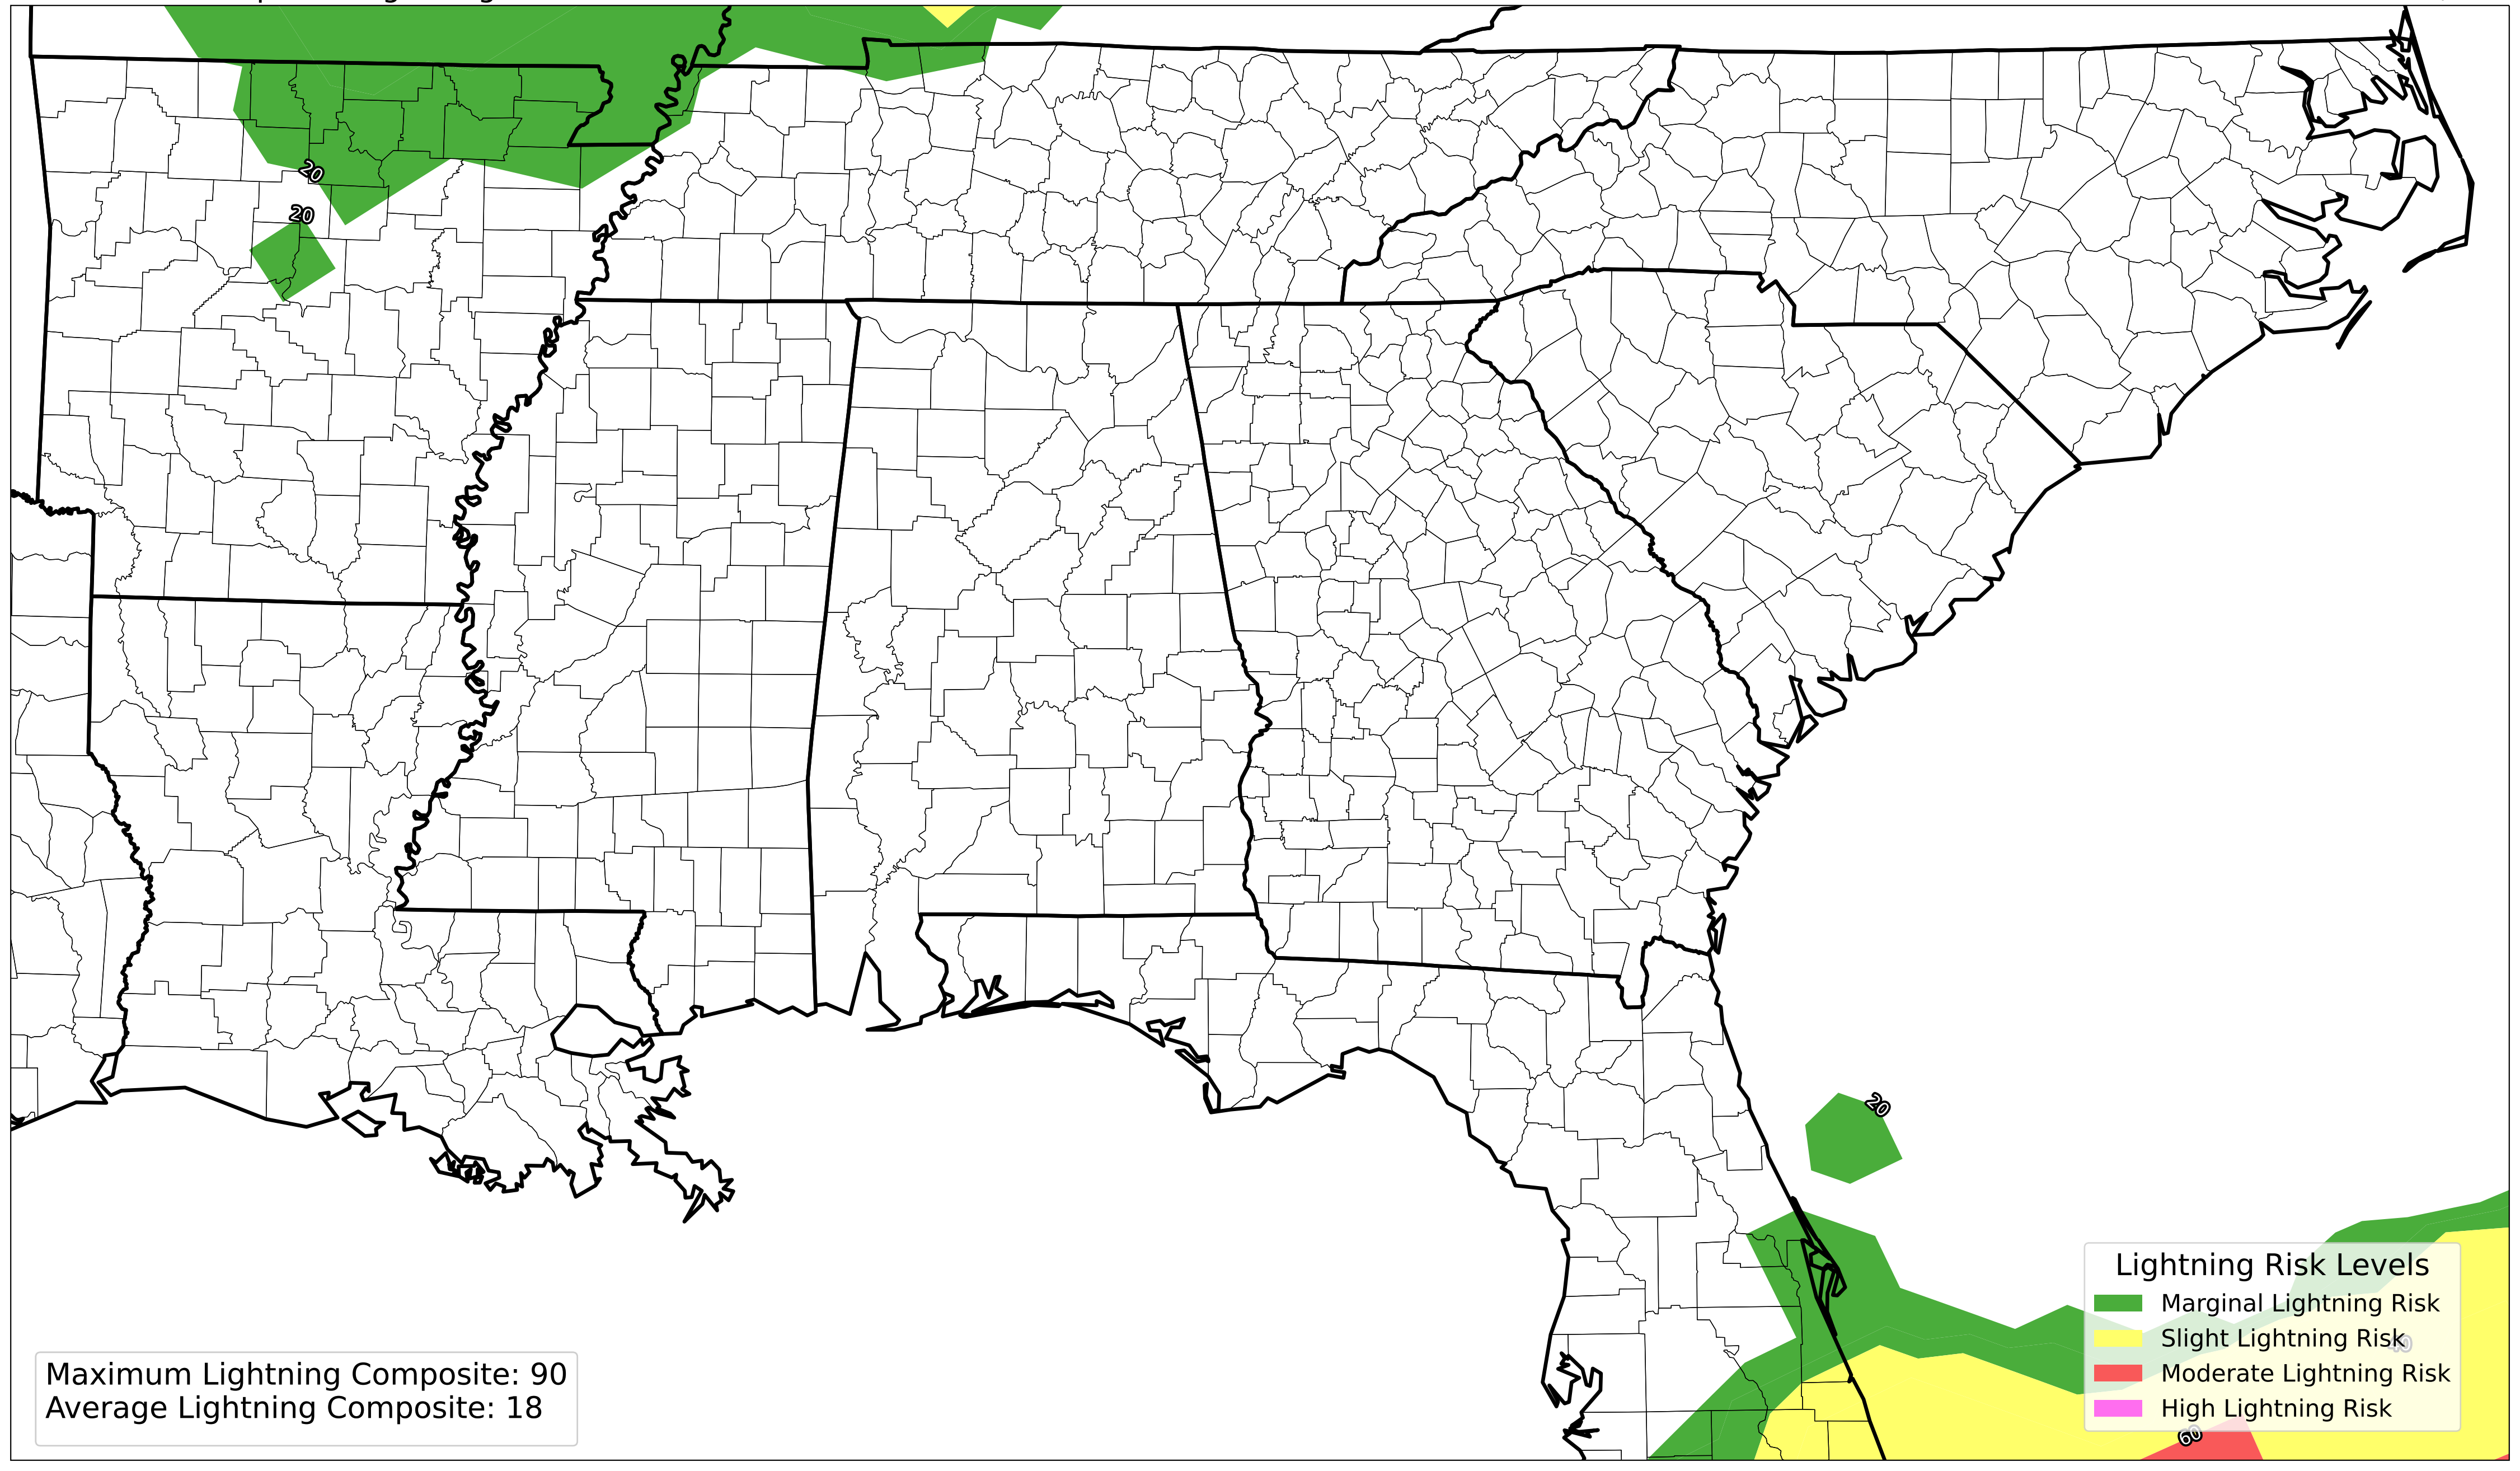 20
20
20
Lightning Risk Levels
Marginal Lightning Risk
Slight Lightning Risk
40
Moderate Lightning Risk
High Lightning Risk
60
Maximum Lightning Composite: 90
Average Lightning Composite: 18